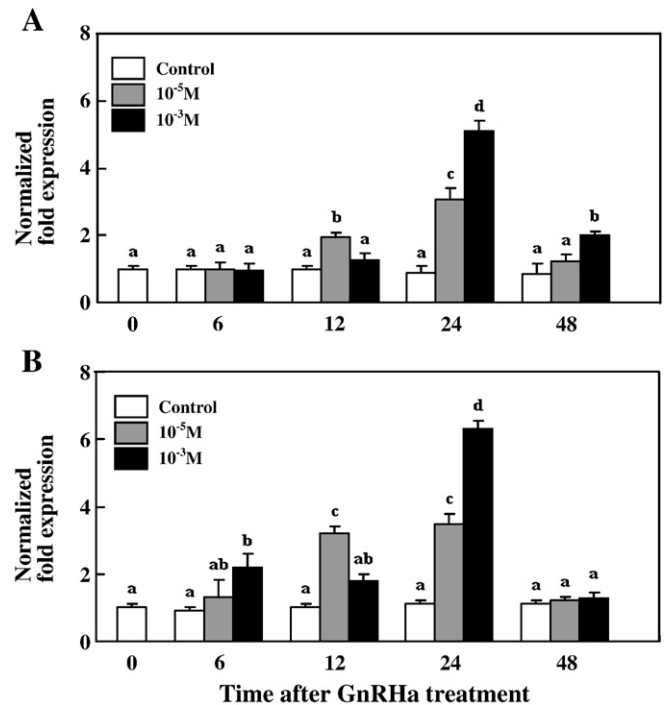 A
8
6
4
2
0
Normalized
fold expression
Control
10⁻⁵M
10⁻³M
a
a a a
a b a
a c d
a a b
0 6 12 24 48
B
8
6
4
2
0
Normalized
fold expression
Control
10⁻⁵M
10⁻³M
a
a ab b
a c ab
a c d
a a a
0 6 12 24 48
Time after GnRHa treatment